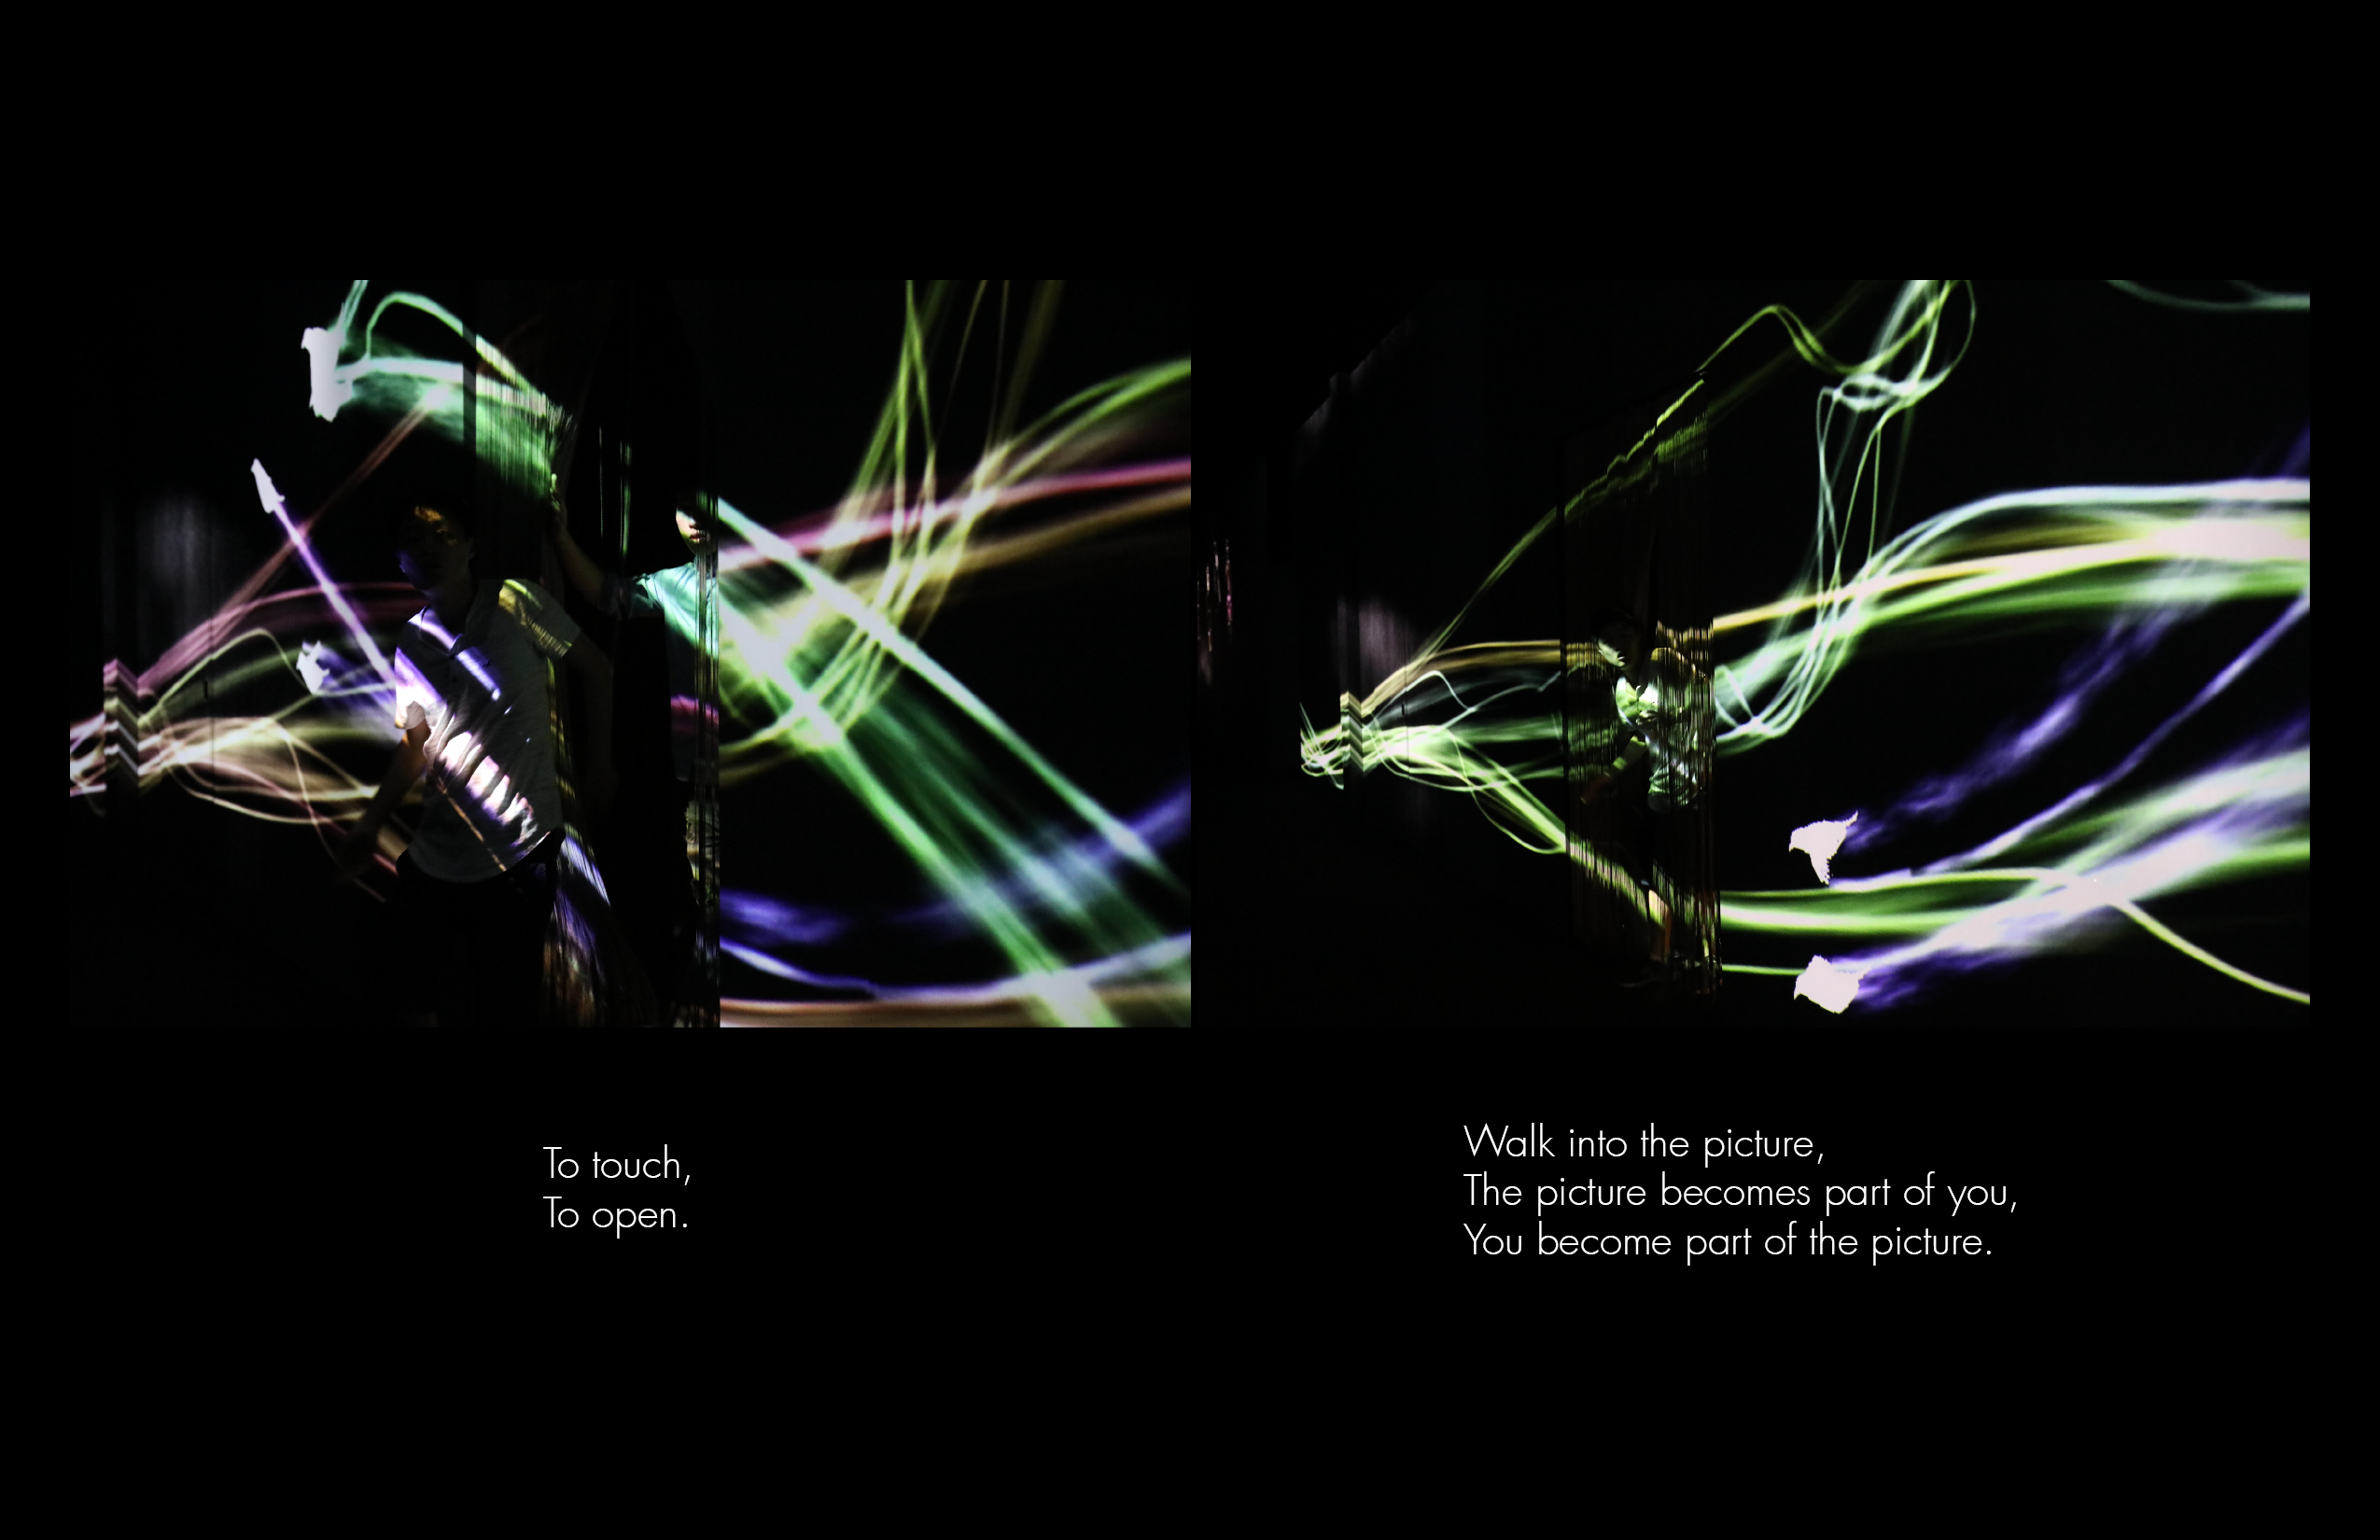 To touch,
To open.
Walk into the picture,
The picture becomes part of you,
You become part of the picture.